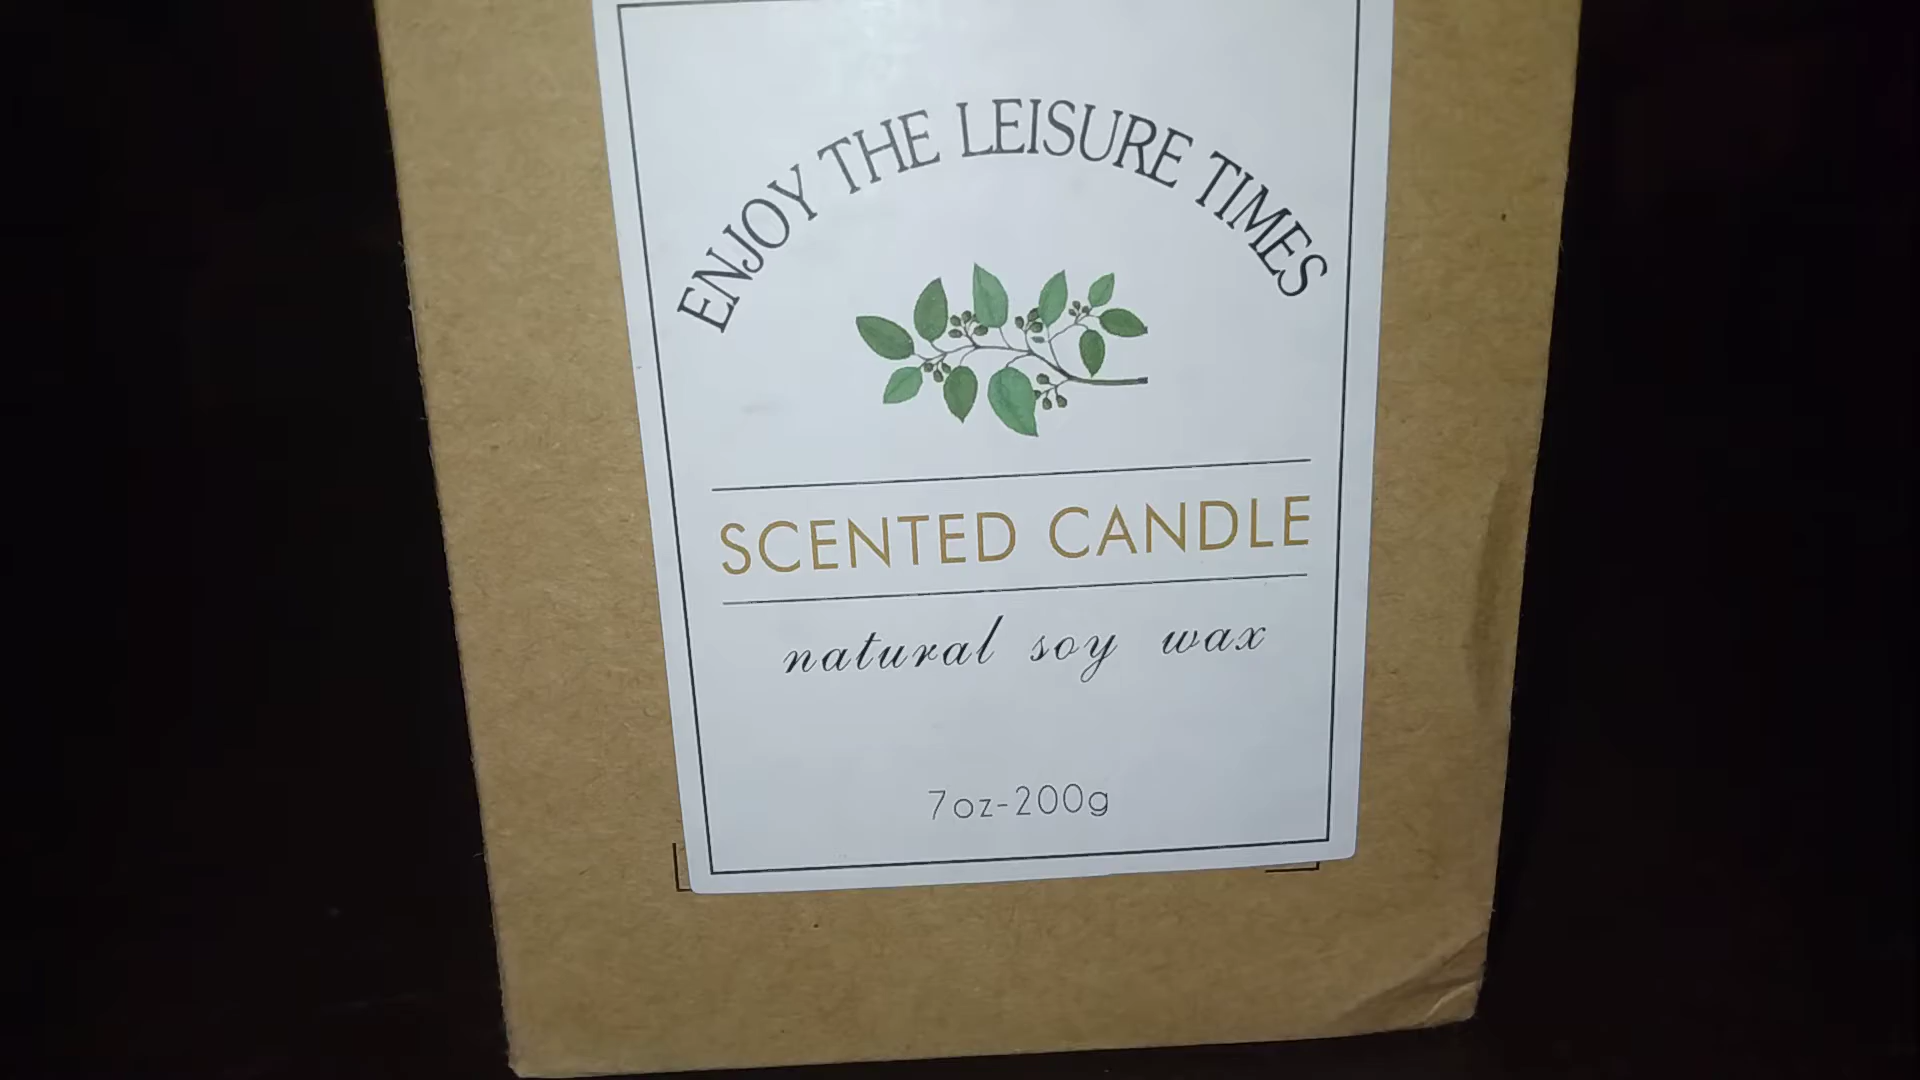 ENJOY THE LEISURE TIMES
SCENTED CANDLE
natural soy wax
7oz-200g